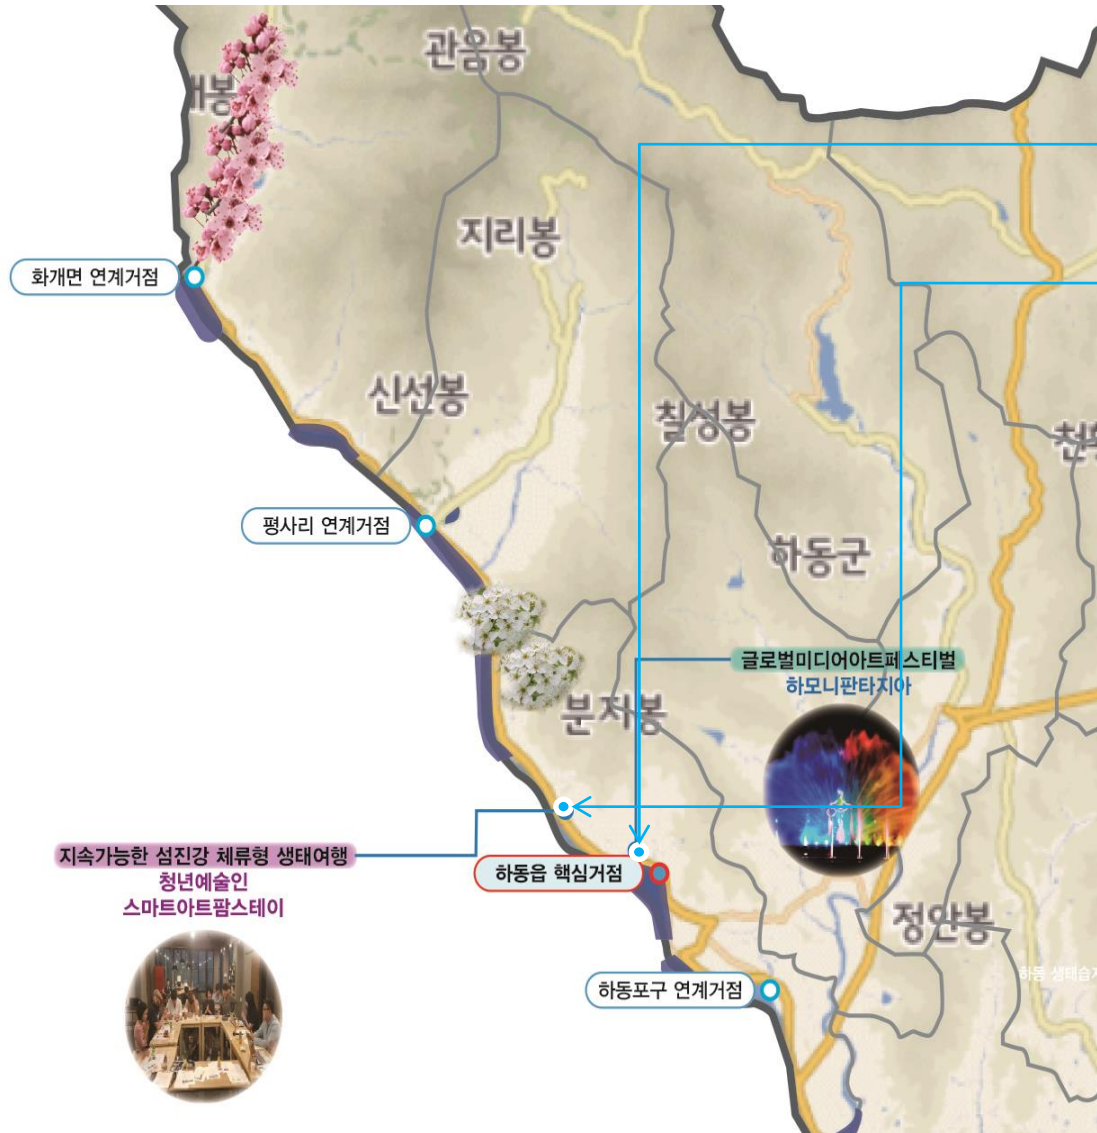 관음봉
지리봉
화개면 연계거점
신선봉
칠성봉
평사리 연계거점
하동군
글로벌미디어아트페스티벌
하모니판타지아
분지봉
지속가능한 섬진강 체류형 생태여행
청년예술인
스마트아트팜스테이
하동읍 핵심거점
정안봉
하동포구 연계거점